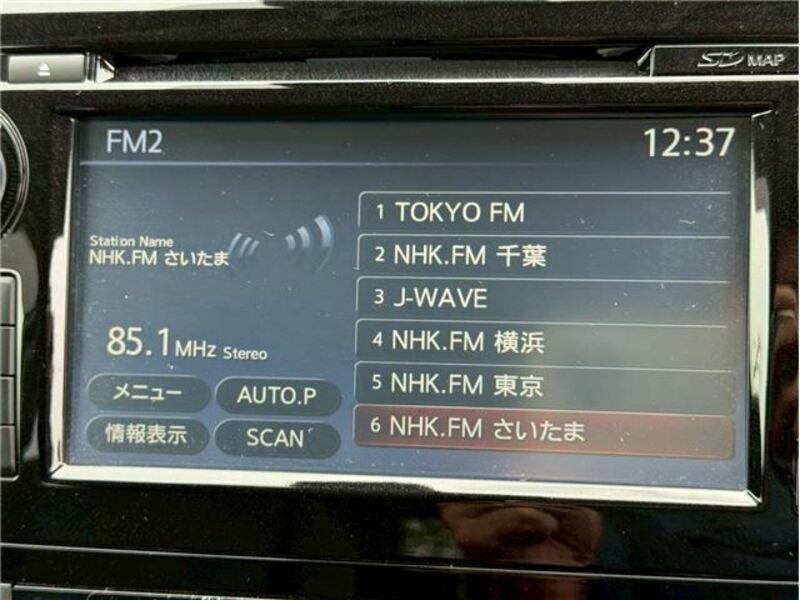 SD MAP
FM2
12:37
Station Name
NHK.FM さいたま
85.1MHz Stereo
メニュー
AUTO.P
情報表示
SCAN
1 TOKYO FM
2 NHK.FM 千葉
3 J-WAVE
4 NHK.FM 横浜
5 NHK.FM 東京
6 NHK.FM さいたま